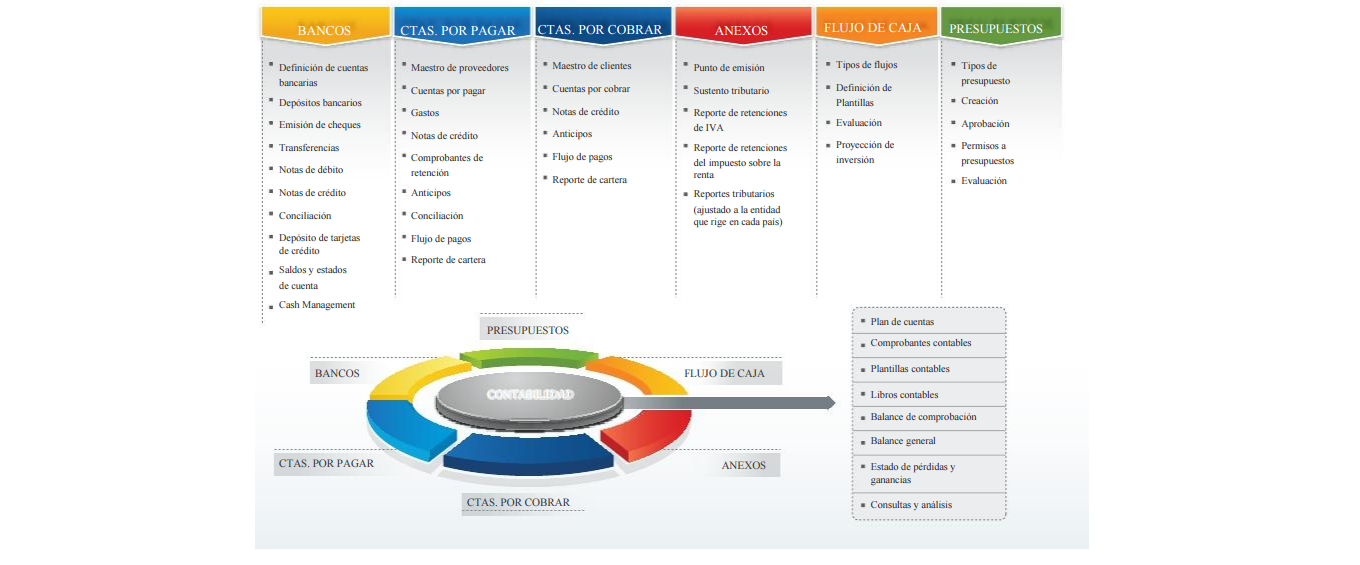 BANCOS
Definición de cuentas
bancarias
Depósitos bancarios
Emisión de cheques
Transferencias
Notas de débito
Notas de crédito
Conciliación
Depósito de tarjetas
de crédito
Saldos y estados
de cuenta
Cash Management
CTAS. POR PAGAR
Maestro de proveedores
Cuentas por pagar
Gastos
Notas de crédito
Comprobantes de
retención
Anticipos
Conciliación
Flujo de pagos
Reporte de cartera
CTAS. POR COBRAR
Maestro de clientes
Cuentas por cobrar
Notas de crédito
Anticipos
Flujo de pagos
Reporte de cartera
ANEXOS
Punto de emisión
Sustento tributario
Reporte de retenciones
de IVA
Reporte de retenciones
del impuesto sobre la
renta
Reportes tributarios
(ajustado a la entidad
que rige en cada país)
FLUJO DE CAJA
Tipos de flujos
Definición de
Plantillas
Evaluación
Proyección de
inversión
PRESUPUESTOS
Tipos de
presupuesto
Creación
Aprobación
Permisos a
presupuestos
Evaluación
PRESUPUESTOS
BANCOS
FLUJO DE CAJA
CONTABILIDAD
CTAS. POR PAGAR
ANEXOS
CTAS. POR COBRAR
Plan de cuentas
Comprobantes contables
Plantillas contables
Libros contables
Balance de comprobación
Balance general
Estado de pérdidas y
ganancias
Consultas y análisis